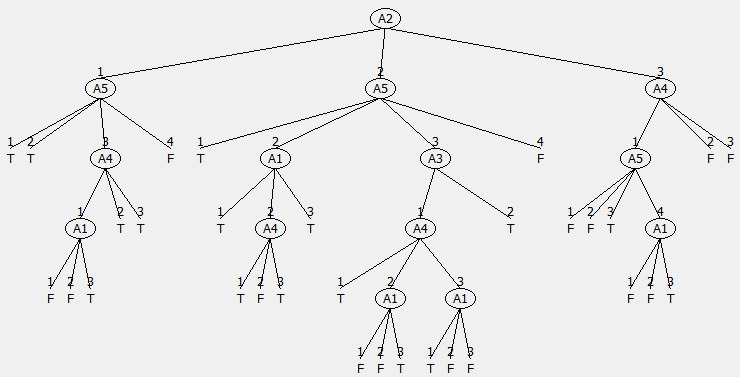 A2
1 2 3
A5 A5 A4
1 2 3 4 1 2 3 4 1 2 3
T T A4 F T A1 A3 F A5 F F
1 2 3 1 2 3 1 2 1 2 3 4
A1 T T T A4 T A4 T F F T A1
1 2 3 1 2 3 1 2 3 1 2 3
F F T T F T T A1 A1 F F T
1 2 3 1 2 3
F F T T F F